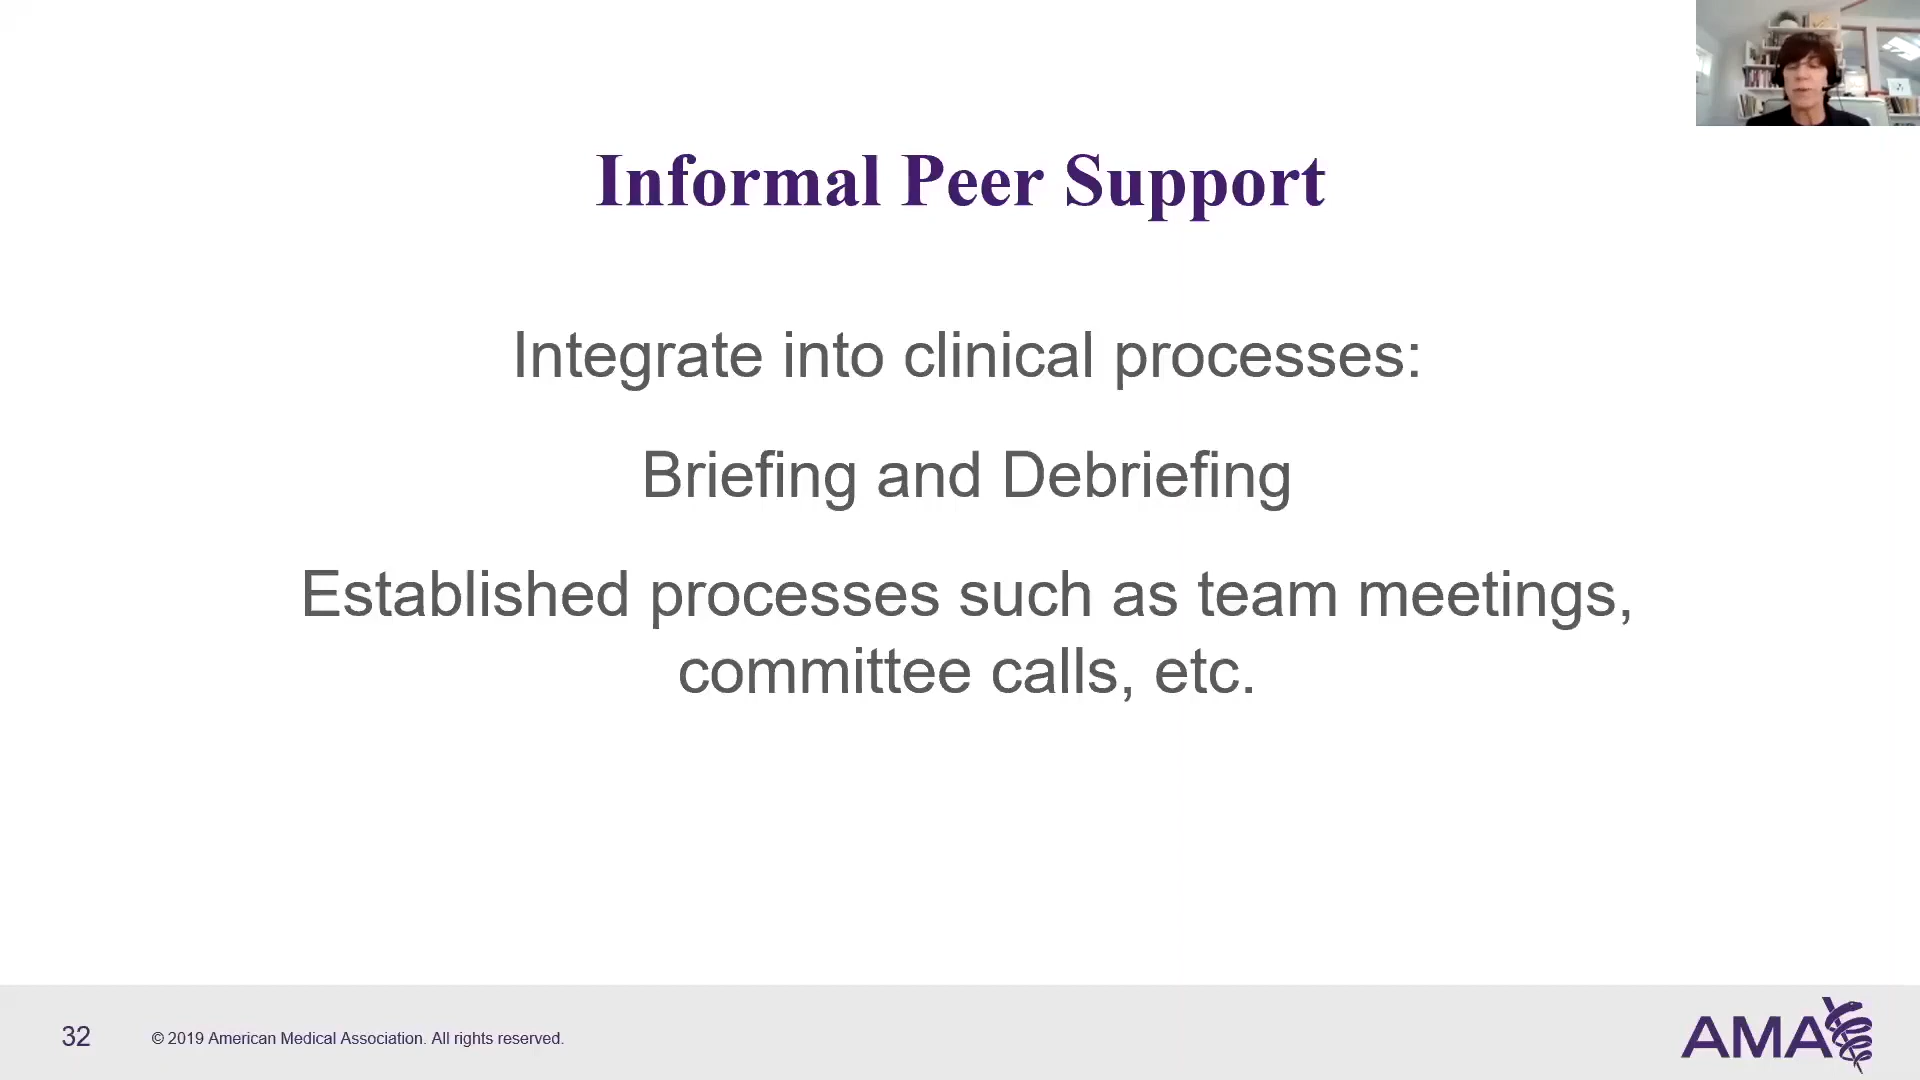 Informal Peer Support
Integrate into clinical processes:
Briefing and Debriefing
Established processes such as team meetings,
committee calls, etc.
32
© 2019 American Medical Association. All rights reserved.
AMA